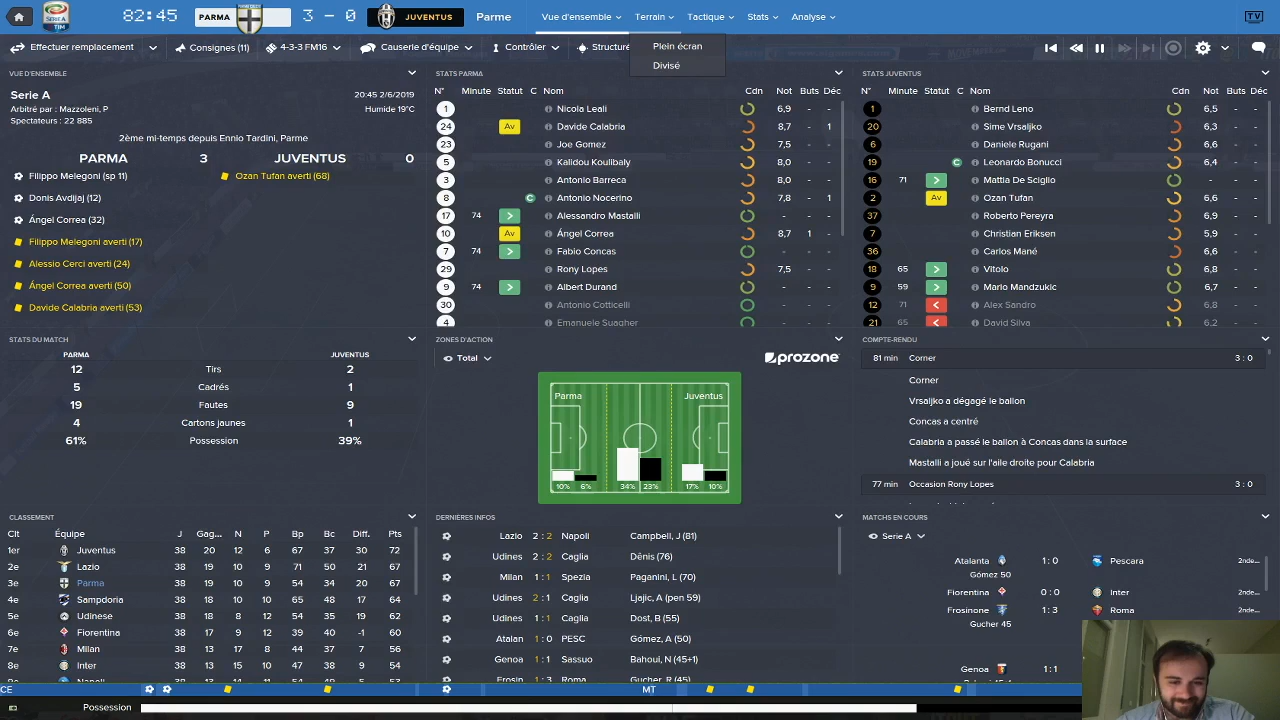 82:45 PARMA 3 - 0 JUVENTUS Parme Vue d'ensemble Terrain Tactique Stats Analyse TV
SERIE A TIM
Effectuer remplacement Consignes (11) 4-3-3 FM16 Causerie d'équipe Contrôler Structure
Plein écran
Divisé
VUE D'ENSEMBLE
Serie A 20:45 2/6/2019
Arbitré par : Mazzoleni, P Humide 19°C
Spectateurs : 22 885
2ème mi-temps depuis Ennio Tardini, Parme
PARMA 3 JUVENTUS 0
Filippo Melegoni (sp 11) Ozan Tufan averti (68)
Donis Avdijaj (12)
Ángel Correa (32)
Filippo Melegoni averti (17)
Alessio Cerci averti (24)
Ángel Correa averti (50)
Davide Calabria averti (53)
STATS PARMA
N° Minute Statut C Nom Cdn Not Buts Déc
1 Nicola Leali 6,9 - -
24 Av Davide Calabria 8,7 - 1
23 Joe Gomez 7,5 - -
5 Kalidou Koulibaly 8,0 - -
3 Antonio Barreca 8,0 - -
8 C Antonio Nocerino 7,8 - 1
17 74 Alessandro Mastalli - - -
10 Av Ángel Correa 8,7 1 -
7 74 Fabio Concas - - -
29 Rony Lopes 7,5 - -
9 74 Albert Durand - - -
30 Antonio Cotticelli - - -
4 Emanuele Suagher - - -
STATS JUVENTUS
N° Minute Statut C Nom Cdn Not Buts Déc
1 Bernd Leno 6,5 - -
20 Sime Vrsaljko 6,3 - -
6 Daniele Rugani 6,6 - -
19 C Leonardo Bonucci 6,4 - -
16 71 Mattia De Sciglio - - -
2 Av Ozan Tufan 6,6 - -
37 Roberto Pereyra 6,9 - -
7 Christian Eriksen 5,9 - -
36 Carlos Mané 6,6 - -
18 65 Vitolo 6,8 - -
9 59 Mario Mandzukic 6,7 - -
12 71 Alex Sandro 6,8 - -
21 65 David Silva 6,2 - -
STATS DU MATCH
PARMA JUVENTUS
12 Tirs 2
5 Cadrés 1
19 Fautes 9
4 Cartons jaunes 1
61% Possession 39%
ZONES D'ACTION
Total prozone
Parma Juventus
10% 6% 34% 23% 17% 10%
COMPTE-RENDU
81 min Corner 3 : 0
Corner
Vrsaljko a dégagé le ballon
Concas a centré
Calabria a passé le ballon à Concas dans la surface
Mastalli a joué sur l'aile droite pour Calabria
77 min Occasion Rony Lopes 3 : 0
CLASSEMENT
Clt Équipe J Gag... N P Bp Bc Diff. Pts
1er Juventus 38 20 12 6 67 37 30 72
2e Lazio 38 19 10 9 71 50 21 67
3e Parma 38 19 10 9 54 34 20 67
4e Sampdoria 38 18 10 10 65 48 17 64
5e Udinese 38 18 8 12 54 35 19 62
6e Fiorentina 38 17 9 12 39 40 -1 60
7e Milan 38 13 17 8 44 37 7 56
8e Inter 38 13 15 10 47 38 9 54
DERNIÈRES INFOS
Lazio 2 : 2 Napoli Campbell, J (81)
Udines 2 : 2 Caglia Dênis (76)
Milan 1 : 1 Spezia Paganini, L (70)
Udines 2 : 1 Caglia Ljajic, A (pen 59)
Udines 1 : 1 Caglia Dost, B (55)
Atalan 1 : 0 PESC Gómez, A (50)
Genoa 1 : 1 Sassuo Bahoui, N (45+1)
Frosin 1 : 3 Roma Gucher, R (45)
MATCHS EN COURS
Serie A
Atalanta 1 : 0 Pescara 2nde...
Gómez 50
Fiorentina 0 : 0 Inter 2nde...
Frosinone 1 : 3 Roma 2nde...
Gucher 45
Genoa 1 : 1
CE MT
Possession